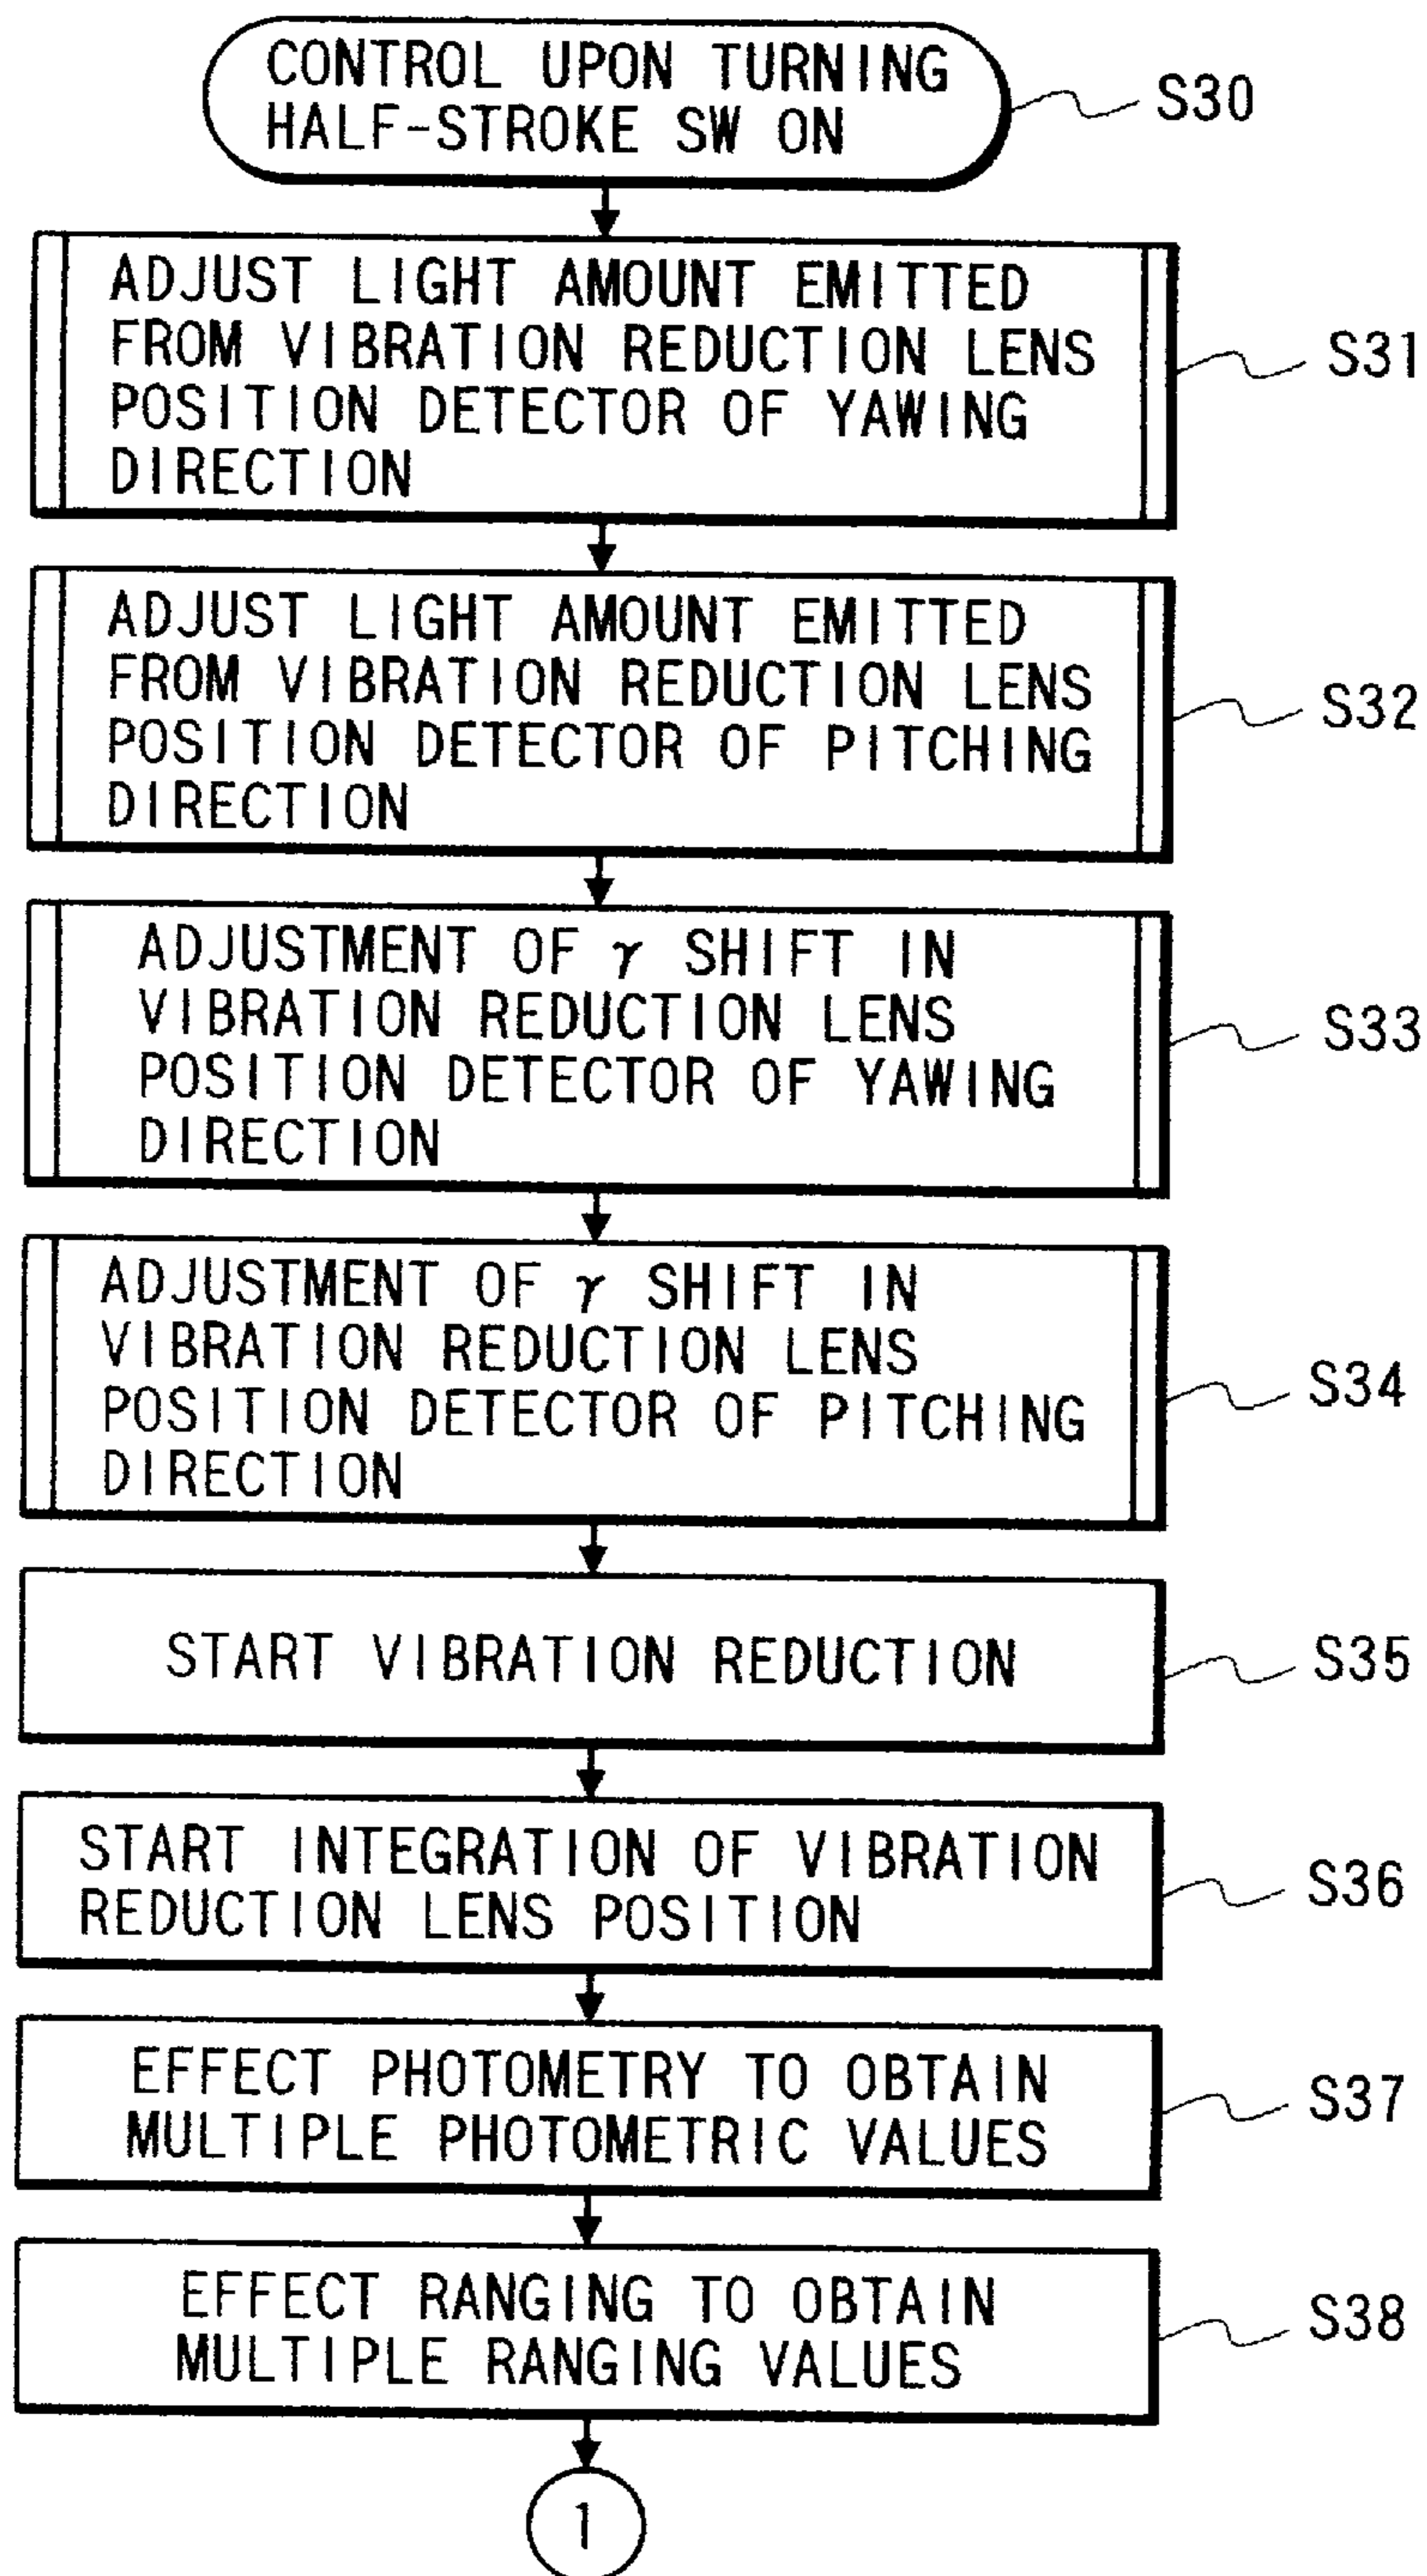 CONTROL UPON TURNING
HALF-STROKE SW ON
S30
ADJUST LIGHT AMOUNT EMITTED
FROM VIBRATION REDUCTION LENS
POSITION DETECTOR OF YAWING
DIRECTION
S31
ADJUST LIGHT AMOUNT EMITTED
FROM VIBRATION REDUCTION LENS
POSITION DETECTOR OF PITCHING
DIRECTION
S32
ADJUSTMENT OF γ SHIFT IN
VIBRATION REDUCTION LENS
POSITION DETECTOR OF YAWING
DIRECTION
S33
ADJUSTMENT OF γ SHIFT IN
VIBRATION REDUCTION LENS
POSITION DETECTOR OF PITCHING
DIRECTION
S34
START VIBRATION REDUCTION
S35
START INTEGRATION OF VIBRATION
REDUCTION LENS POSITION
S36
EFFECT PHOTOMETRY TO OBTAIN
MULTIPLE PHOTOMETRIC VALUES
S37
EFFECT RANGING TO OBTAIN
MULTIPLE RANGING VALUES
S38
1